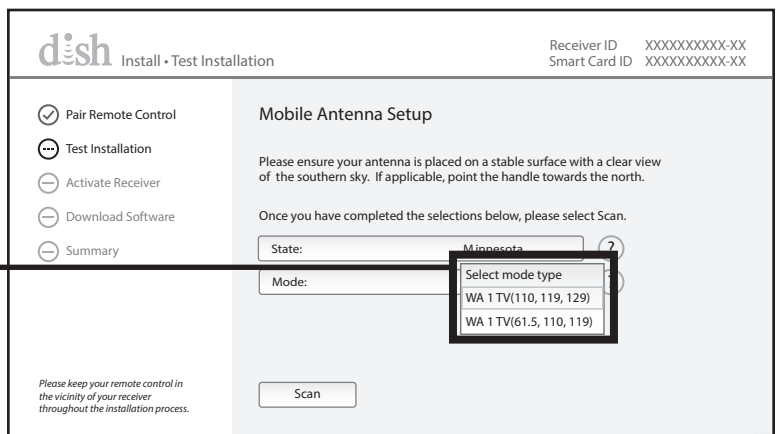 dish Install • Test Installation
Receiver ID XXXXXXXXXX-XX
Smart Card ID XXXXXXXXXX-XX
Pair Remote Control
Test Installation
Activate Receiver
Download Software
Summary
Please keep your remote control in
the vicinity of your receiver
throughout the installation process.
Mobile Antenna Setup
Please ensure your antenna is placed on a stable surface with a clear view
of the southern sky. If applicable, point the handle towards the north.
Once you have completed the selections below, please select Scan.
State: Minnesota ?
Mode:
Select mode type
WA 1 TV(110, 119, 129)
WA 1 TV(61.5, 110, 119)
Scan